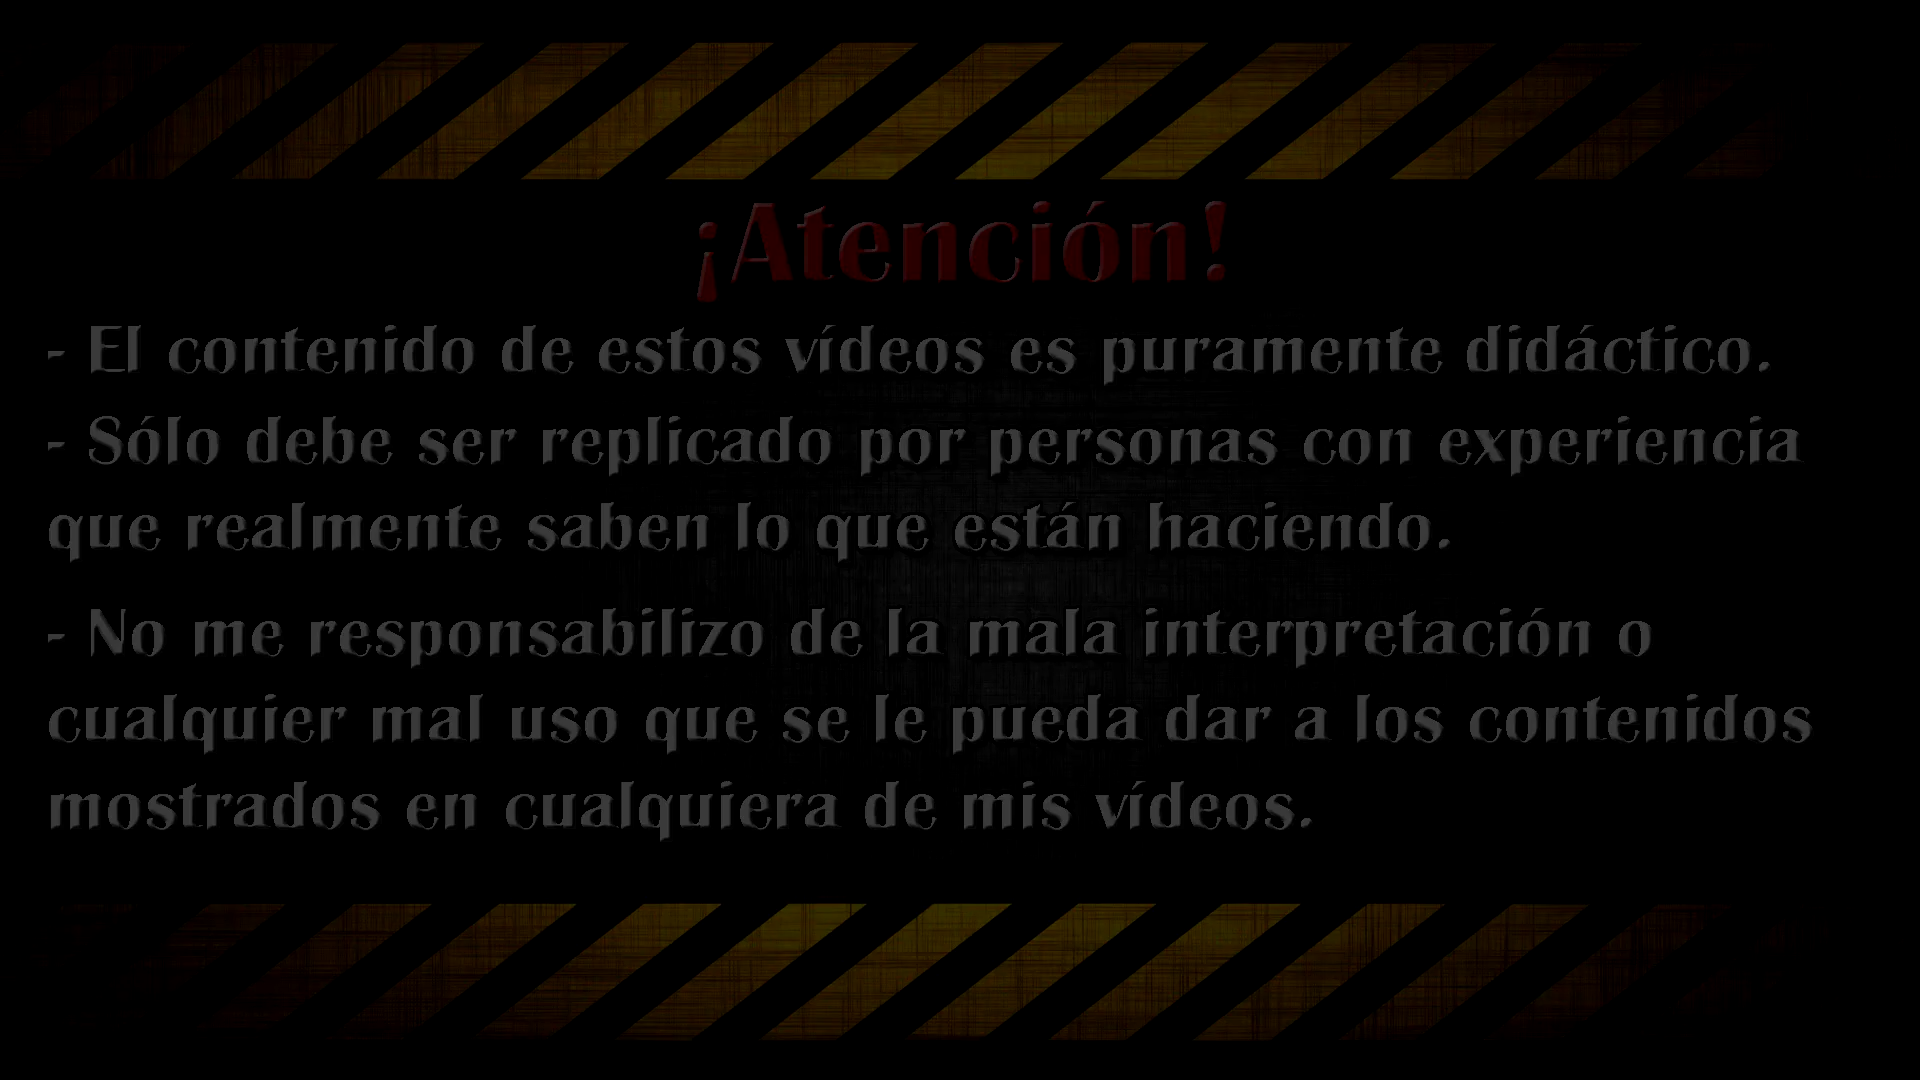 ¡Atención!
- El contenido de estos vídeos es puramente didáctico.
- Sólo debe ser replicado por personas con experiencia
que realmente saben lo que están haciendo.
- No me responsabilizo de la mala interpretación o
cualquier mal uso que se le pueda dar a los contenidos
mostrados en cualquiera de mis vídeos.